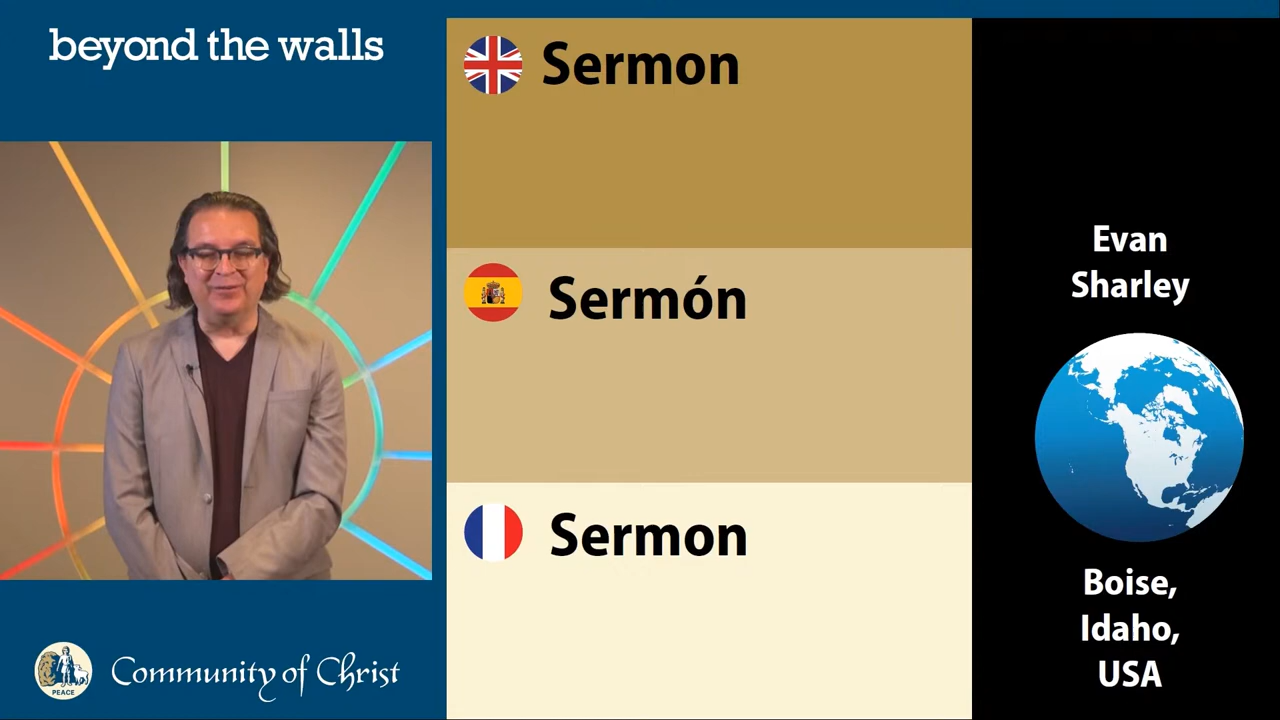 beyond the walls
Sermon
Sermón
Sermon
Evan
Sharley
Boise,
Idaho,
USA
PEACE
Community of Christ